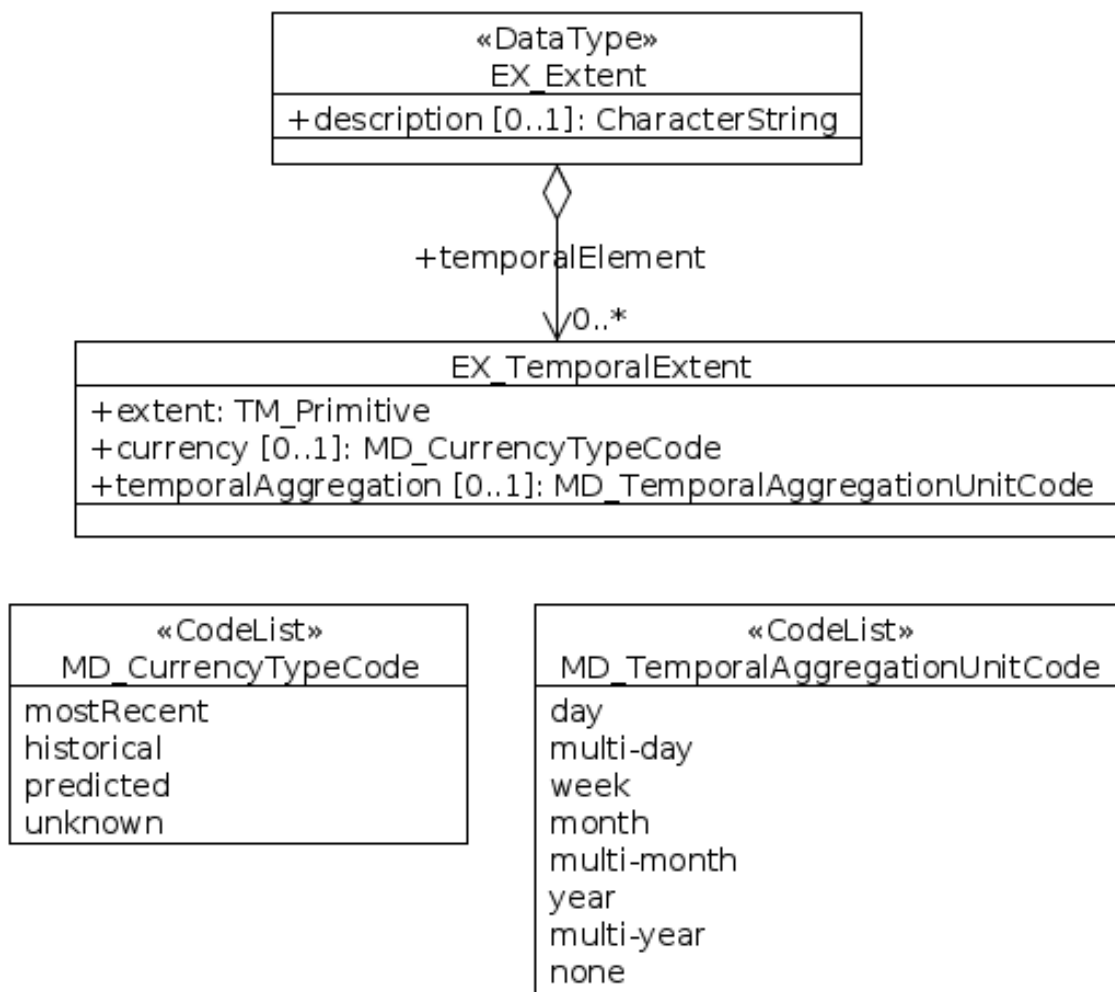 «DataType»
EX_Extent
+description [0..1]: CharacterString
+temporalElement
0..*
EX_TemporalExtent
+extent: TM_Primitive
+currency [0..1]: MD_CurrencyTypeCode
+temporalAggregation [0..1]: MD_TemporalAggregationUnitCode
«CodeList»
MD_CurrencyTypeCode
mostRecent
historical
predicted
unknown
«CodeList»
MD_TemporalAggregationUnitCode
day
multi-day
week
month
multi-month
year
multi-year
none